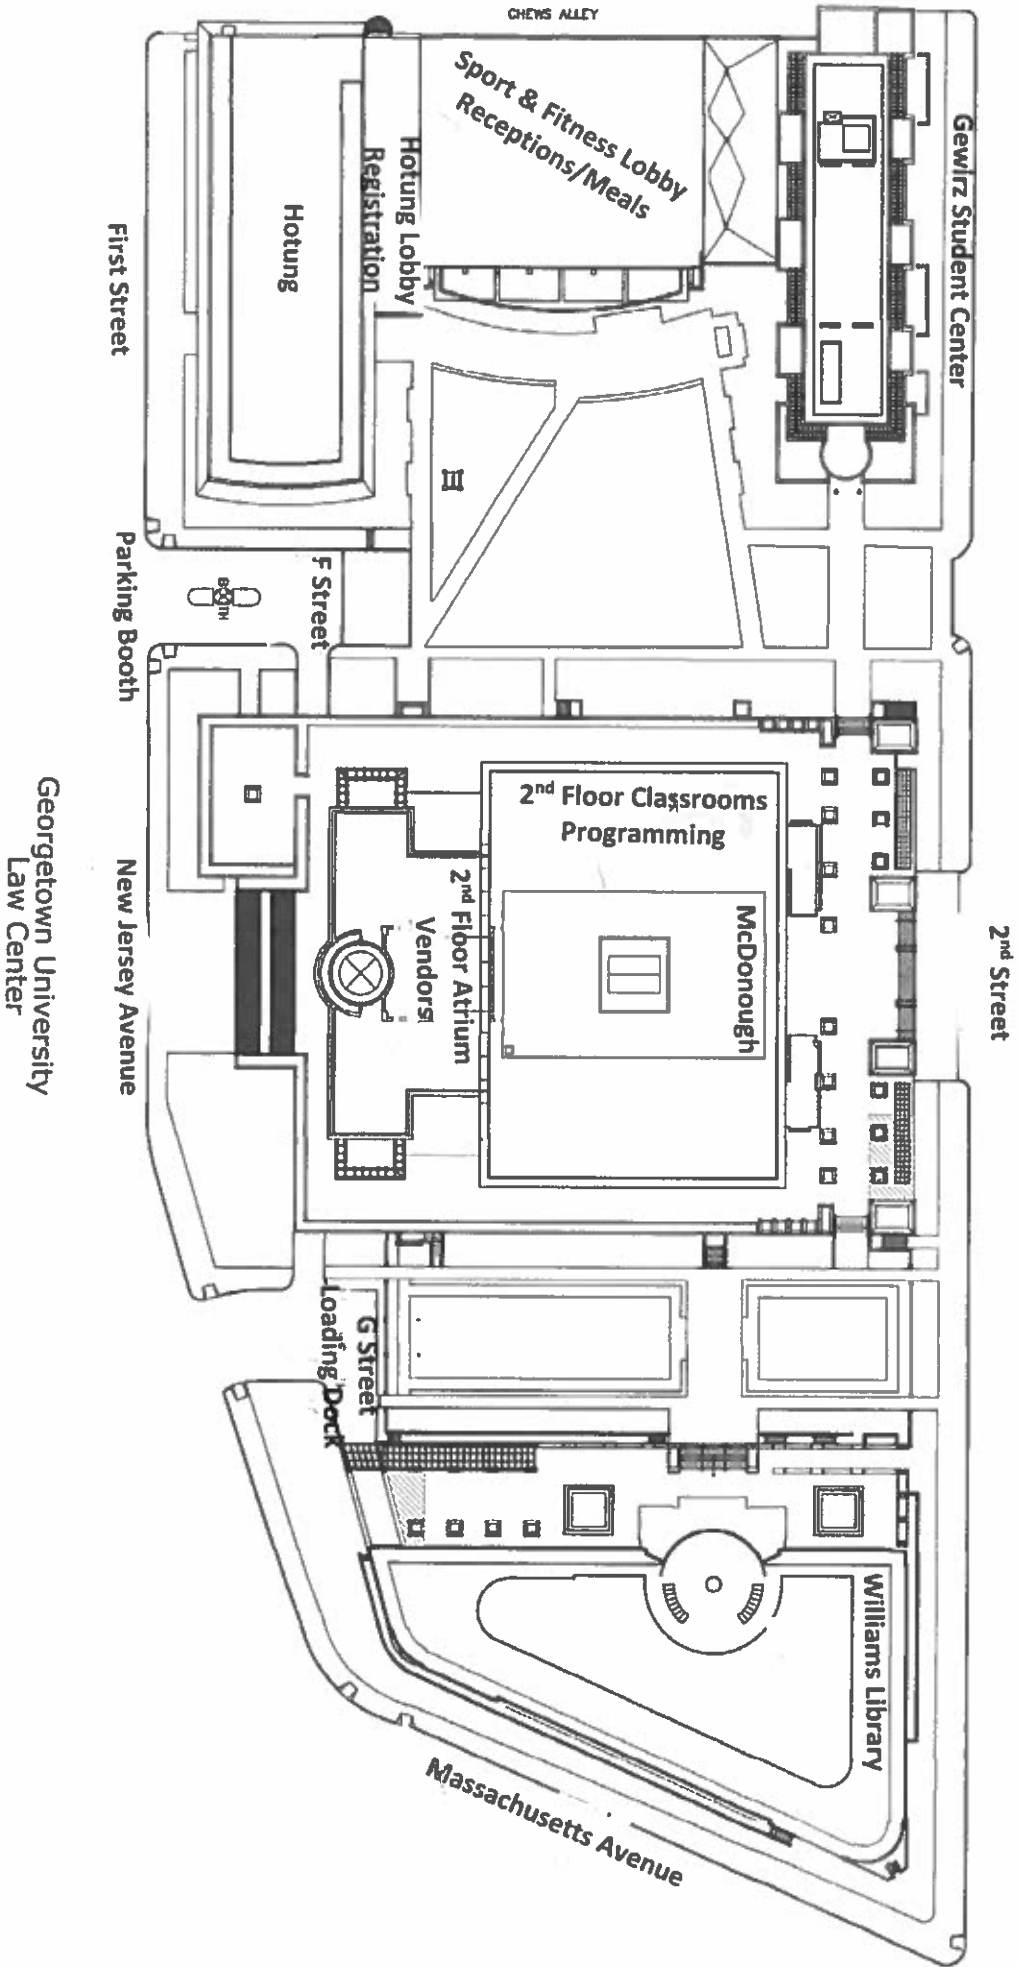 CHEWS ALLEY
Sport & Fitness Lobby
Receptions/Meals
Gewirz Student Center
Hotung Lobby
Registration
Hotung
First Street
F Street
BOOTH
Parking Booth
2nd Floor Classrooms
Programming
McDonough
2nd Floor Atrium
Vendors
2nd Street
New Jersey Avenue
Georgetown University
Law Center
G Street
Loading Dock
Williams Library
Massachusetts Avenue